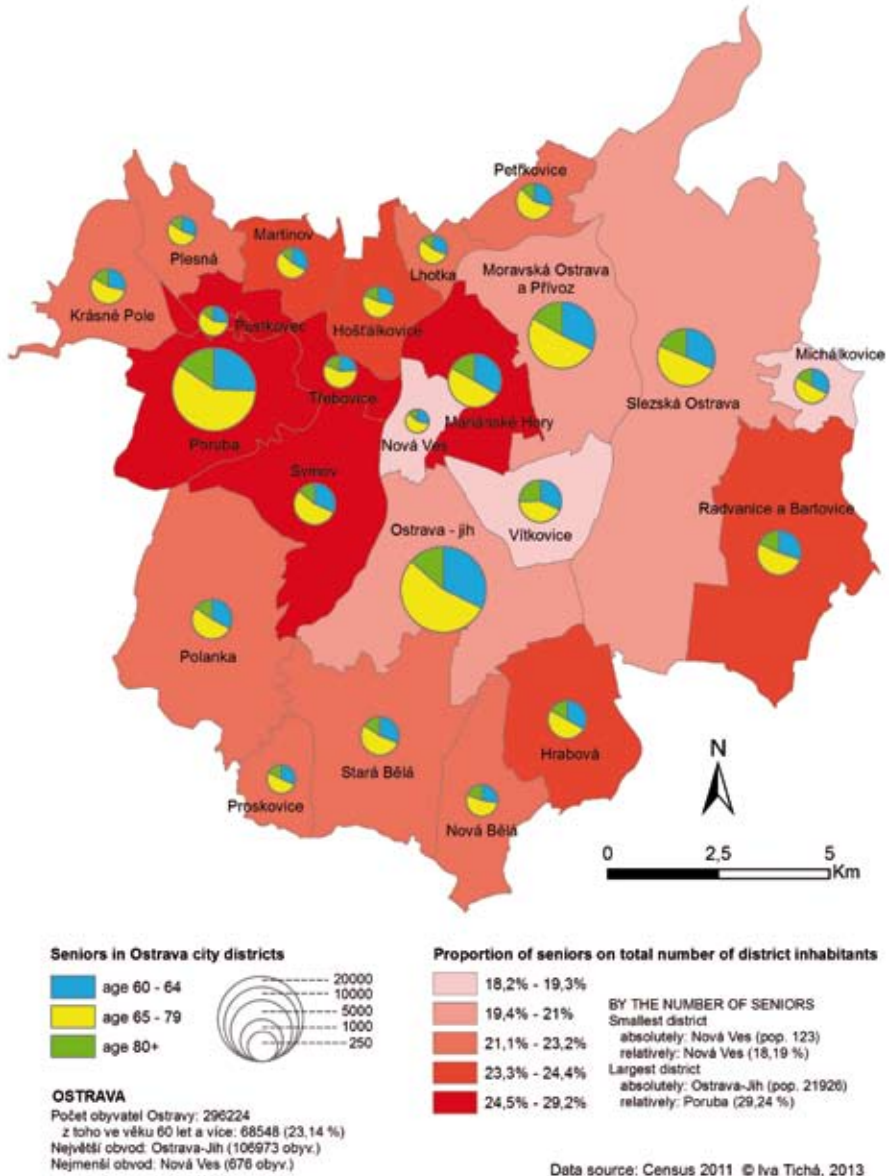 Petřkovice
Martinov
Plesná
Lhotka
Moravská Ostrava
a Přívoz
Krásné Pole
Pustkovec
Hošťálkovice
Michálkovice
Třebovice
Slezská Ostrava
Mariánské Hory
Nová Ves
Poruba
Svinov
Ostrava - jih
Vítkovice
Radvanice a Bartovice
Polanka
N
Hrabová
Stará Bělá
Proskovice
Nová Bělá
0 2,5 5
Km
Seniors in Ostrava city districts
age 60 - 64
age 65 - 79
age 80+
20000
10000
5000
1000
250
Proportion of seniors on total number of district inhabitants
18,2% - 19,3%
19,4% - 21%
21,1% - 23,2%
23,3% - 24,4%
24,5% - 29,2%
BY THE NUMBER OF SENIORS
Smallest district
absolutely: Nová Ves (pop. 123)
relatively: Nová Ves (18,19 %)
Largest district
absolutely: Ostrava-Jih (pop. 21926)
relatively: Poruba (29,24 %)
OSTRAVA
Počet obyvatel Ostravy: 296224
z toho ve věku 60 let a více: 68548 (23,14 %)
Největší obvod: Ostrava-Jih (106973 obyv.)
Nejmenší obvod: Nová Ves (676 obyv.)
Data source: Census 2011 © Iva Tichá, 2013